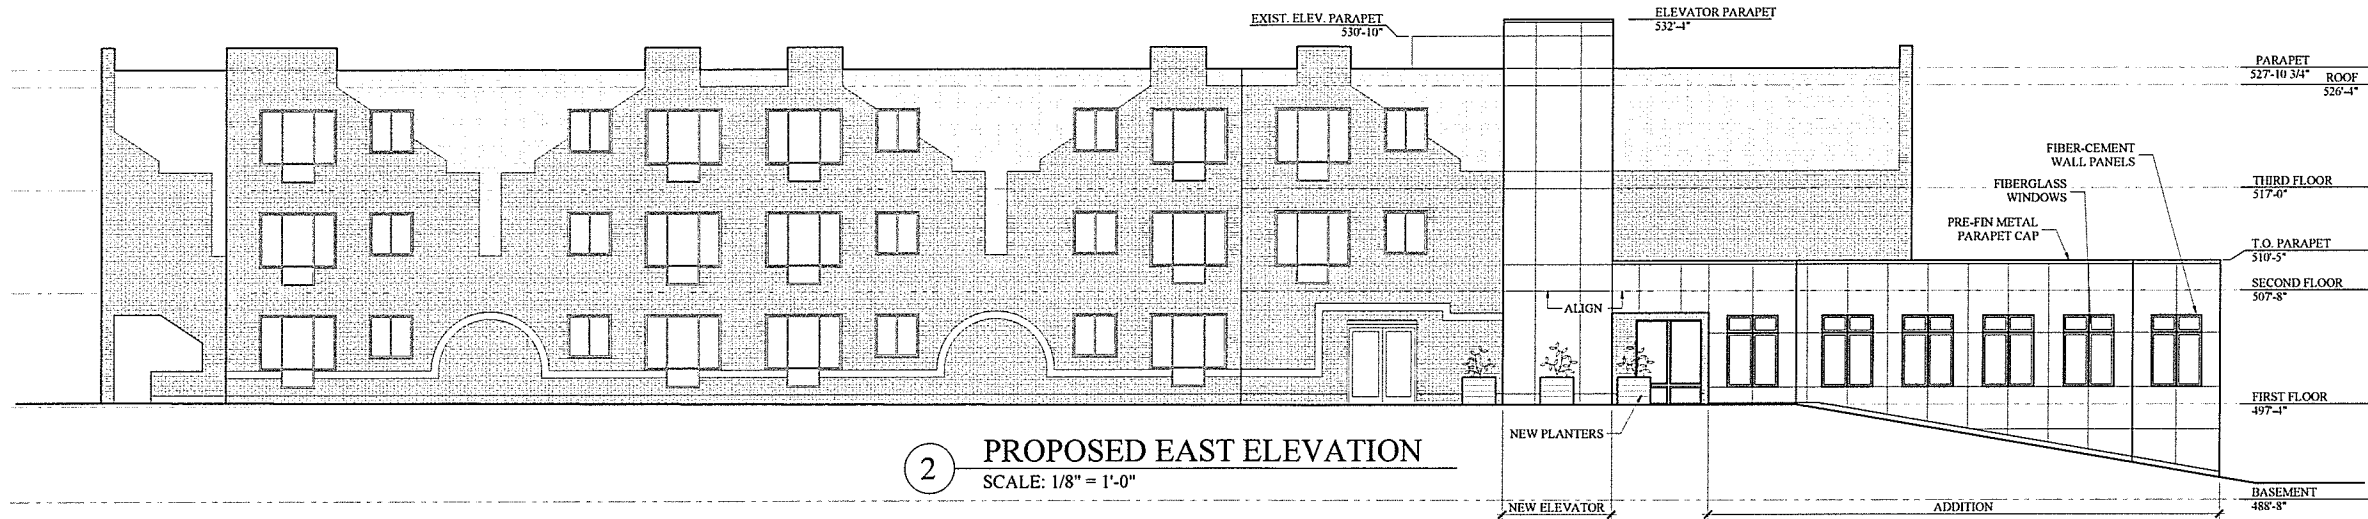 EXIST. ELEV. PARAPET
530'-10"
ELEVATOR PARAPET
532'-4"
PARAPET
527'-10 3/4"
ROOF
526'-4"
FIBER-CEMENT
WALL PANELS
FIBERGLASS
WINDOWS
THIRD FLOOR
517'-0"
PRE-FIN METAL
PARAPET CAP
T.O. PARAPET
510'-5"
SECOND FLOOR
507'-8"
ALIGN
FIRST FLOOR
497'-4"
NEW PLANTERS
2
PROPOSED EAST ELEVATION
SCALE: 1/8" = 1'-0"
BASEMENT
488'-8"
NEW ELEVATOR
ADDITION